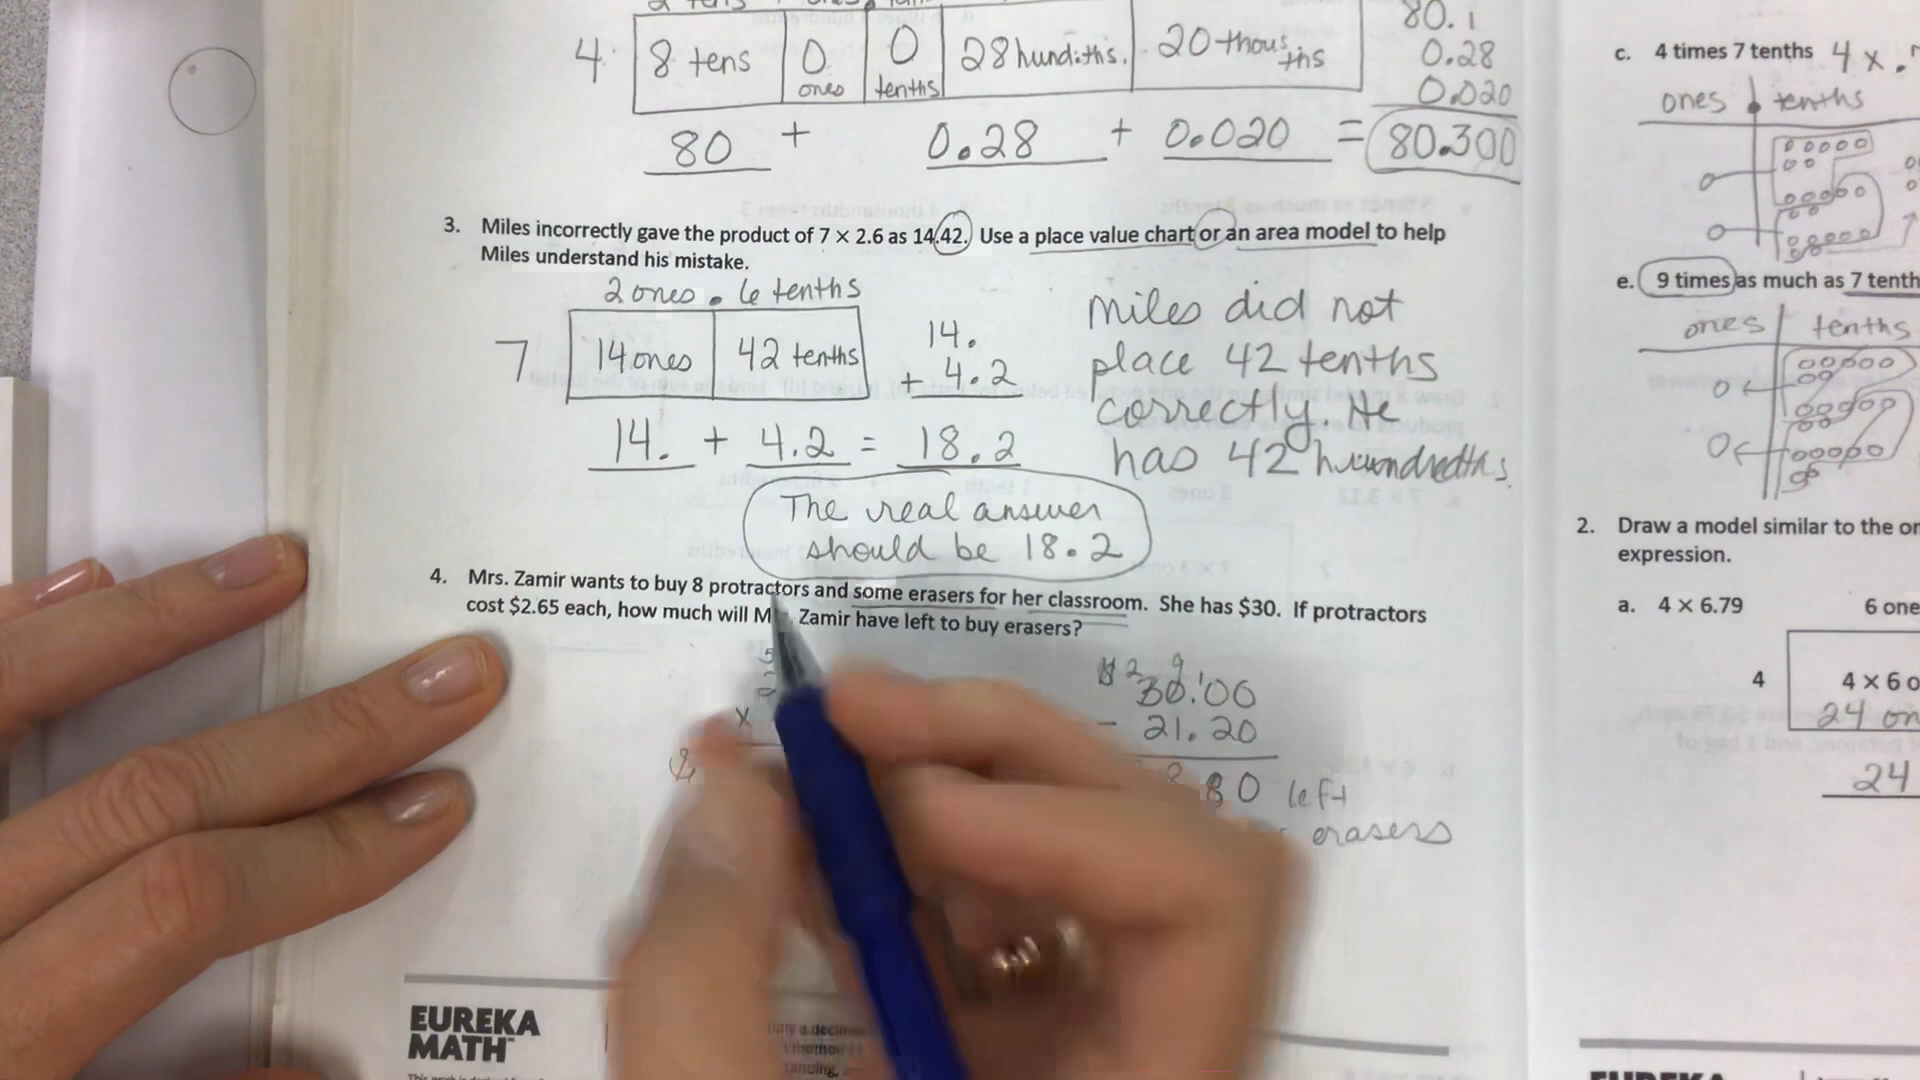 80.1
4 8 tens 0 ones 0 tenths 28 hundths. 20 thousths
0.28
0.020
80 + 0.28 + 0.020 = 80.300
3. Miles incorrectly gave the product of 7 × 2.6 as 14.42. Use a place value chart or an area model to help
Miles understand his mistake.
2 ones . 6 tenths
7 14 ones 42 tenths
14.
+ 4.2
14. + 4.2 = 18.2
Miles did not
place 42 tenths
correctly. He
has 42 hundredths.
The real answer
should be 18.2
4. Mrs. Zamir wants to buy 8 protractors and some erasers for her classroom. She has $30. If protractors
cost $2.65 each, how much will Zamir have left to buy erasers?
30.00
- 21.20
80 left
erasers
EUREKA
MATH
c. 4 times 7 tenths 4 x .
ones tenths
e. 9 times as much as 7 tenth
ones tenths
2. Draw a model similar to the
expression.
a. 4 × 6.79 6 one
4 4 × 6
24
24
EUREKA